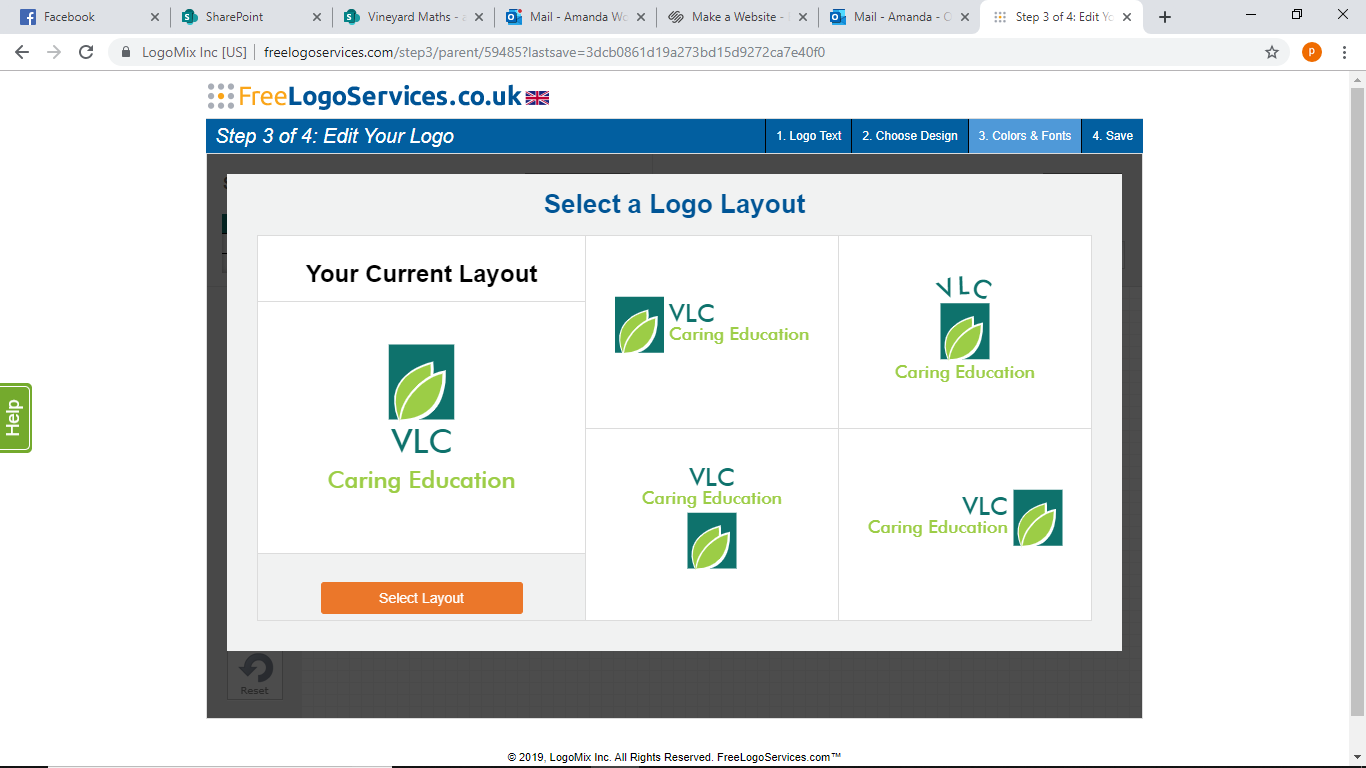 Facebook
SharePoint
Vineyard Maths - 
Mail - Amanda Wo
Make a Website - 
Mail - Amanda - O
Step 3 of 4: Edit Yo
LogoMix Inc [US] | freelogoservices.com/step3/parent/59485?lastsave=3dcb0861d19a273bd15d9272ca7e40f0
P
FreeLogoServices.co.uk
Step 3 of 4: Edit Your Logo
1. Logo Text
2. Choose Design
3. Colors & Fonts
4. Save
Select a Logo Layout
Your Current Layout
VLC
Caring Education
Select Layout
VLC
Caring Education
VLC
Caring Education
VLC
Caring Education
VLC
Caring Education
Help
Reset
© 2019, LogoMix Inc. All Rights Reserved. FreeLogoServices.com™